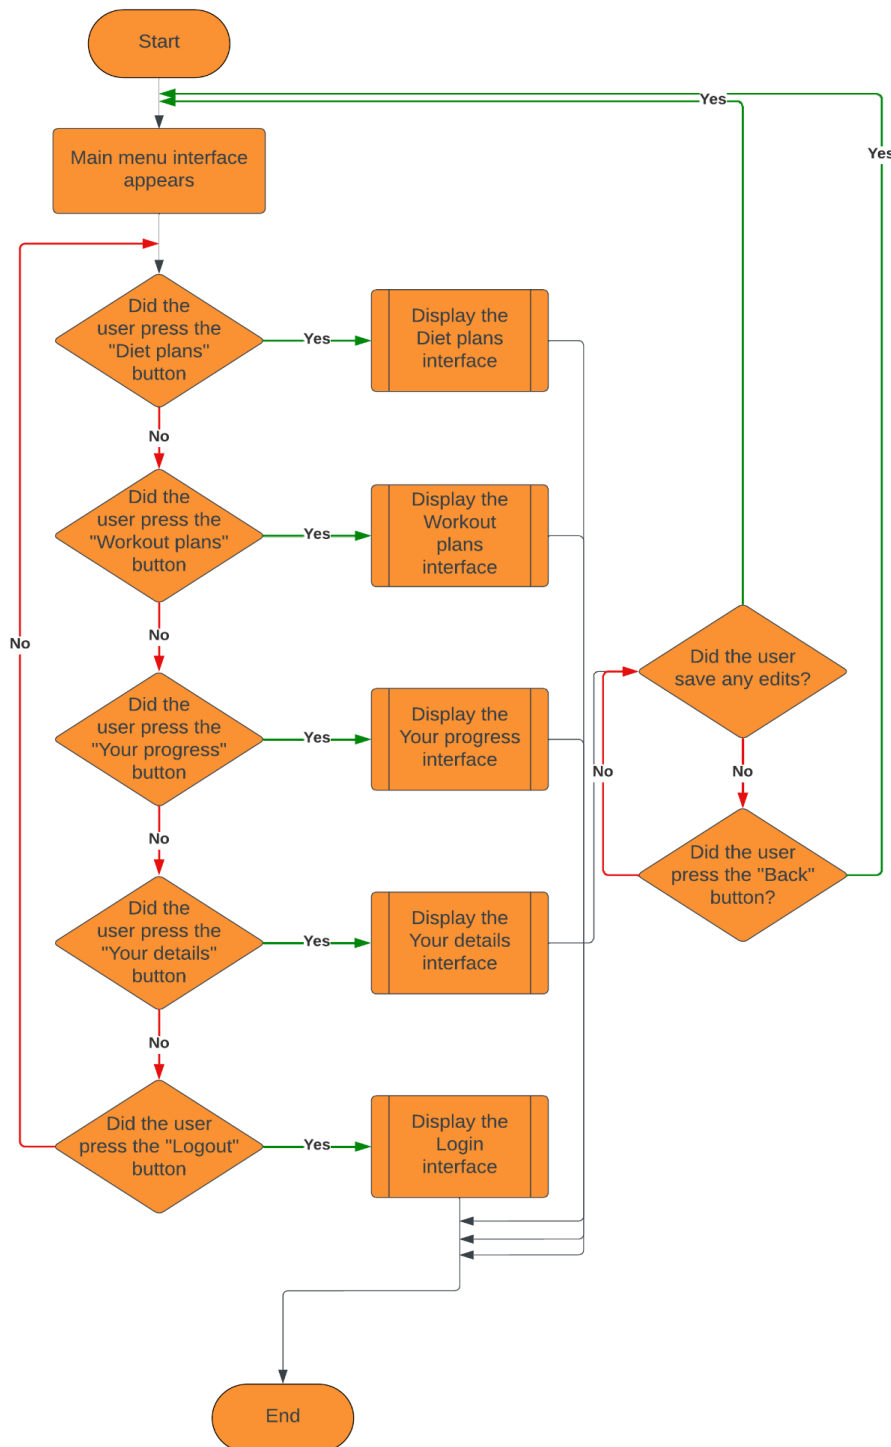 Start
Yes
Yes
Main menu interface
appears
Did the
user press the
"Diet plans"
button
Yes
Display the
Diet plans
interface
No
Did the
user press the
"Workout plans"
button
Yes
Display the
Workout
plans
interface
No
No
Did the user
save any edits?
Did the
user press the
"Your progress"
button
Yes
Display the
Your progress
interface
No
No
No
Did the user
press the "Back"
button?
Did the
user press the
"Your details"
button
Yes
Display the
Your details
interface
No
Did the user
press the "Logout"
button
Yes
Display the
Login
interface
End